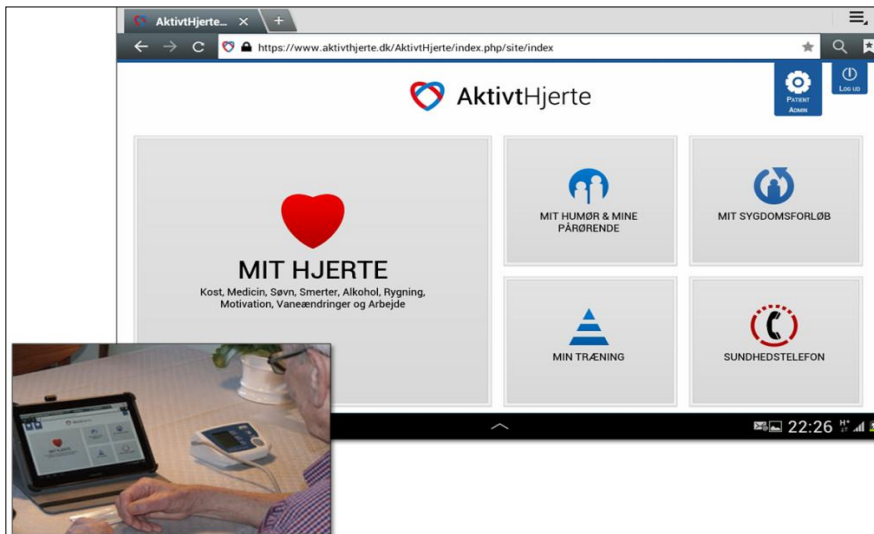 AktivtHjerte...
https://www.aktivthjerte.dk/AktivtHjerte/index.php/site/index
AktivtHjerte
PATIENT
ADMIN
LOG UD
MIT HJERTE
Kost, Medicin, Søvn, Smerter, Alkohol, Rygning,
Motivation, Vaneændringer og Arbejde
MIT HUMØR & MINE
PÅRØRENDE
MIT SYGDOMSFORLØB
MIN TRÆNING
SUNDHEDSTELEFON
22:26
H+
MIT HJERTE